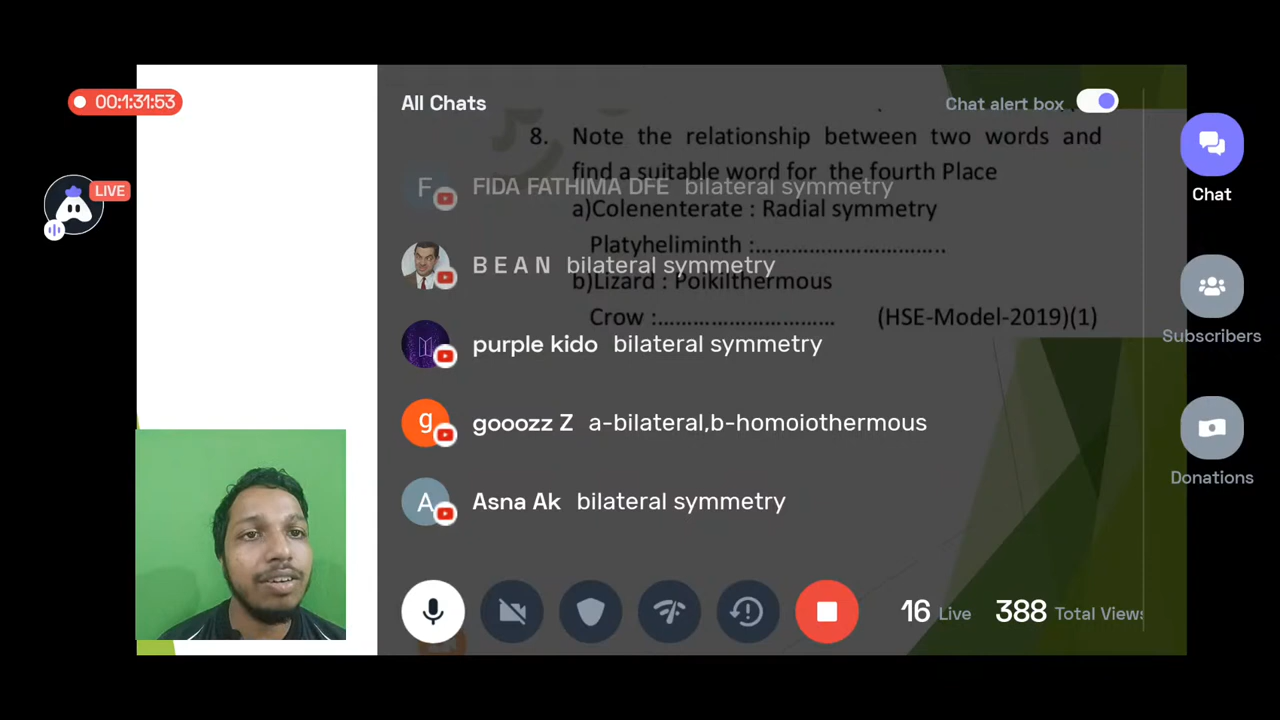 00:1:31:53
All Chats
Chat alert box
8. Note the relationship between two words and
find a suitable word for the fourth Place
FIDA FATHIMA DFE bilateral symmetry
a)Colenenterate : Radial symmetry
Platyheliminth :................................
B E A N bilateral symmetry
b)Lizard : Poikilthermous
Crow :.............................. (HSE-Model-2019)(1)
purple kido bilateral symmetry
g gooozz Z a-bilateral,b-homoiothermous
A Asna Ak bilateral symmetry
16 Live 388 Total Views
LIVE
F
Chat
Subscribers
Donations